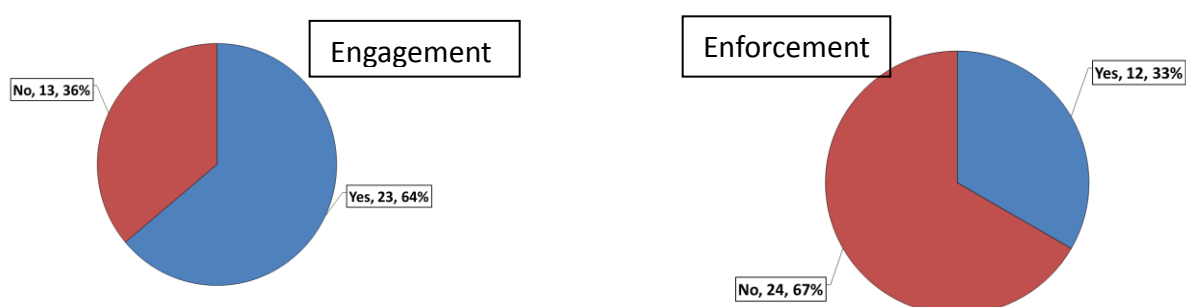 Engagement
No, 13, 36%
Yes, 23, 64%
Enforcement
Yes, 12, 33%
No, 24, 67%